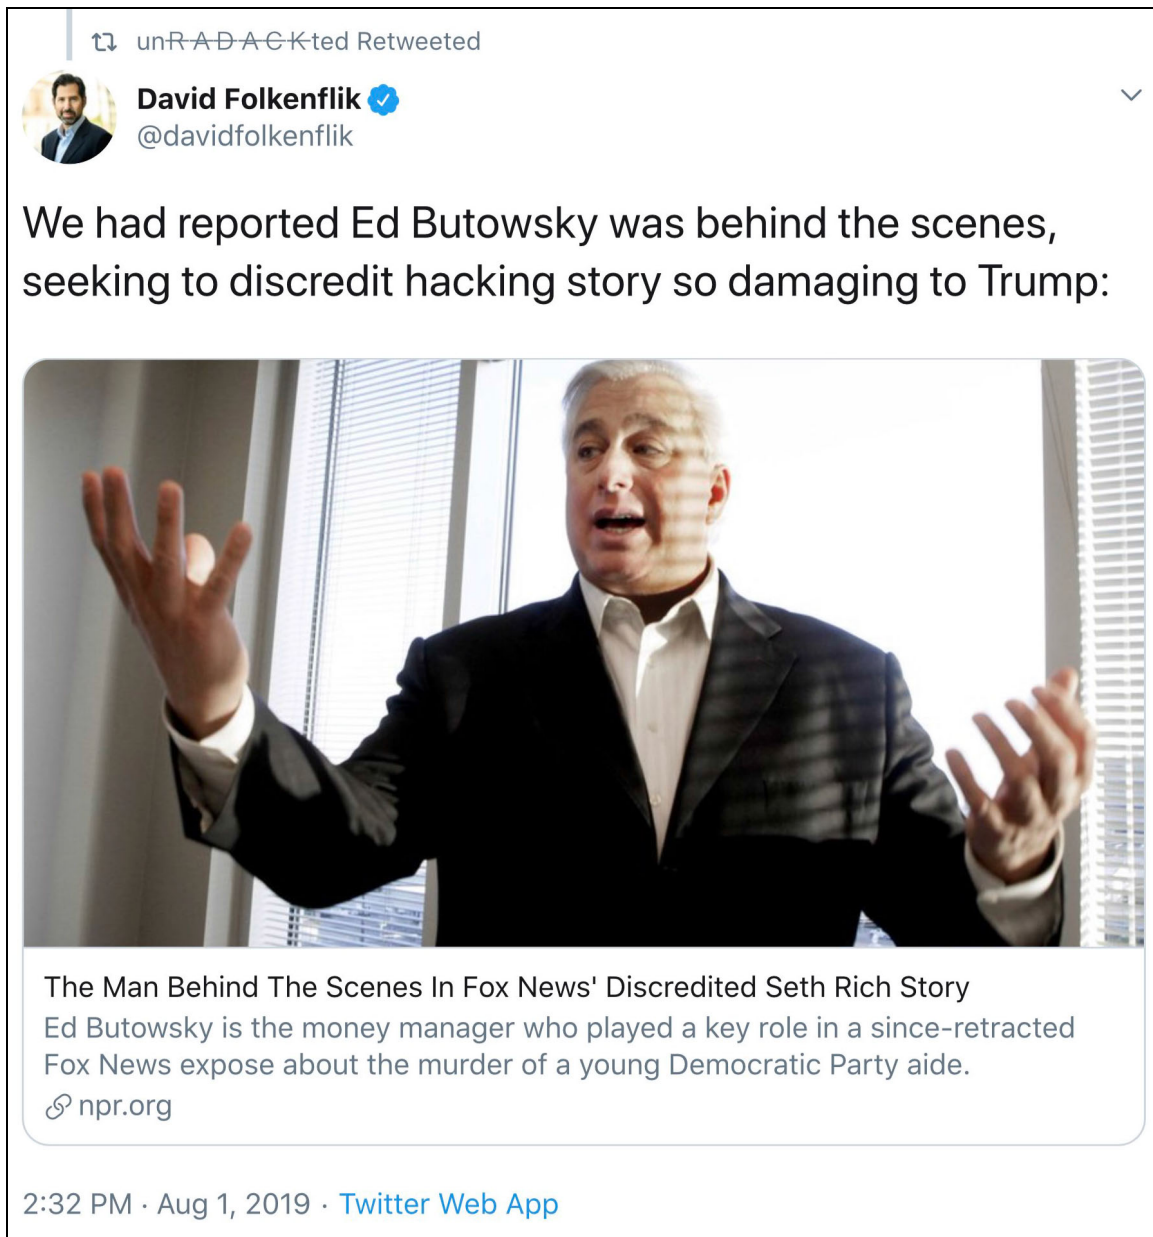 unRADACKted Retweeted
David Folkenflik
@davidfolkenflik
We had reported Ed Butowsky was behind the scenes,
seeking to discredit hacking story so damaging to Trump:
The Man Behind The Scenes In Fox News' Discredited Seth Rich Story
Ed Butowsky is the money manager who played a key role in a since-retracted
Fox News expose about the murder of a young Democratic Party aide.
npr.org
2:32 PM · Aug 1, 2019 · Twitter Web App